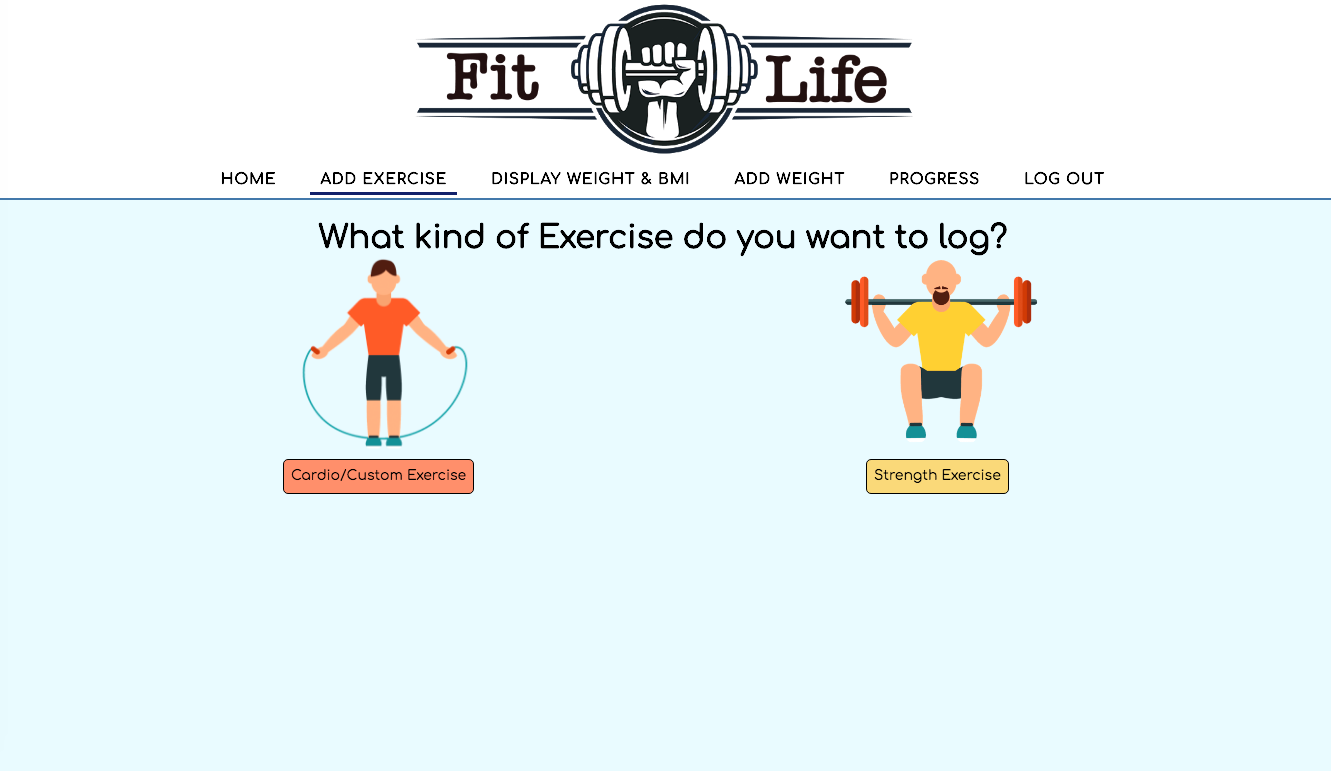 Fit Life
HOME ADD EXERCISE DISPLAY WEIGHT & BMI ADD WEIGHT PROGRESS LOG OUT
What kind of Exercise do you want to log?
Cardio/Custom Exercise Strength Exercise